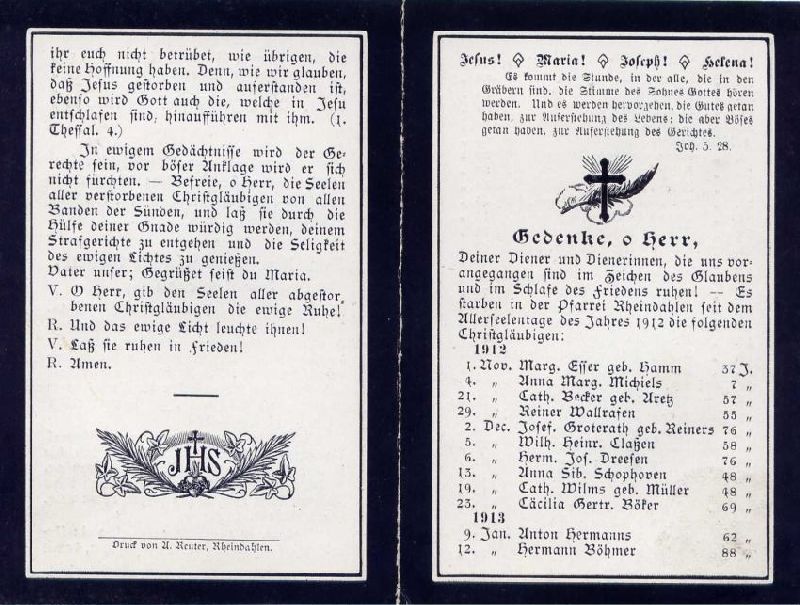 ihr euch nicht betrübet, wie übrigen, die
keine Hoffnung haben. Denn, wie wir glauben,
daß Jesus gestorben und auferstanden ist,
ebenso wird Gott auch die, welche in Jesu
entschlafen sind, hinaufführen mit ihm. (1.
Thessal. 4.)
In ewigem Gedächtnisse wird der Ge-
rechte sein, vor böser Anklage wird er sich
nicht fürchten. — Befreie, o Herr, die Seelen
aller verstorbenen Christgläubigen von allen
Banden der Sünden, und laß sie durch die
Hülfe deiner Gnade würdig werden, deinem
Strafgerichte zu entgehen und die Seligkeit
des ewigen Lichtes zu genießen.
Vater unser; Gegrüßet seist du Maria.
V. O Herr, gib den Seelen aller abgestor
benen Christgläubigen die ewige Ruhe!
R. Und das ewige Licht leuchte ihnen!
V. Laß sie ruhen in Frieden!
R. Amen.
JHS
Druck von A. Reuter, Rheindahlen.
Jesus! Maria! Joseph! Helena!
Es kommt die Stunde, in der alle, die in den
Gräbern sind, die Stimme des Sohnes Gottes hören
werden. Und es werden hervorgehen, die Gutes getan
haben, zur Auferstehung des Lebens; die aber Böses
getan haben, zur Auferstehung des Gerichtes.
Joh. 5. 28.
Gedenke, o Herr,
Deiner Diener und Dienerinnen, die uns vor-
angegangen sind im Zeichen des Glaubens
und im Schlafe des Friedens ruhen! — Es
starben in der Pfarrei Rheindahlen seit dem
Allerseelentage des Jahres 1912 die folgenden
Christgläubigen:
1912
1. Nov. Marg. Esser geb. Hamm 37 J.
4. „ Anna Marg. Michiels 7 „
21. „ Cath. Becker geb. Aretz 57 „
29. „ Reiner Wallrafen 55 „
2. Dec. Josef. Groterath geb. Reiners 76 „
5. „ Wilh. Heinr. Claßen 58 „
6. „ Herm. Jos. Dreesen 76 „
13. „ Anna Sib. Schophoven 48 „
19. „ Cath. Wilms geb. Müller 48 „
23. „ Cäcilia Gertr. Böker 69 „
1913
9. Jan. Anton Hermanns 62 „
12. „ Hermann Böhmer 88 „